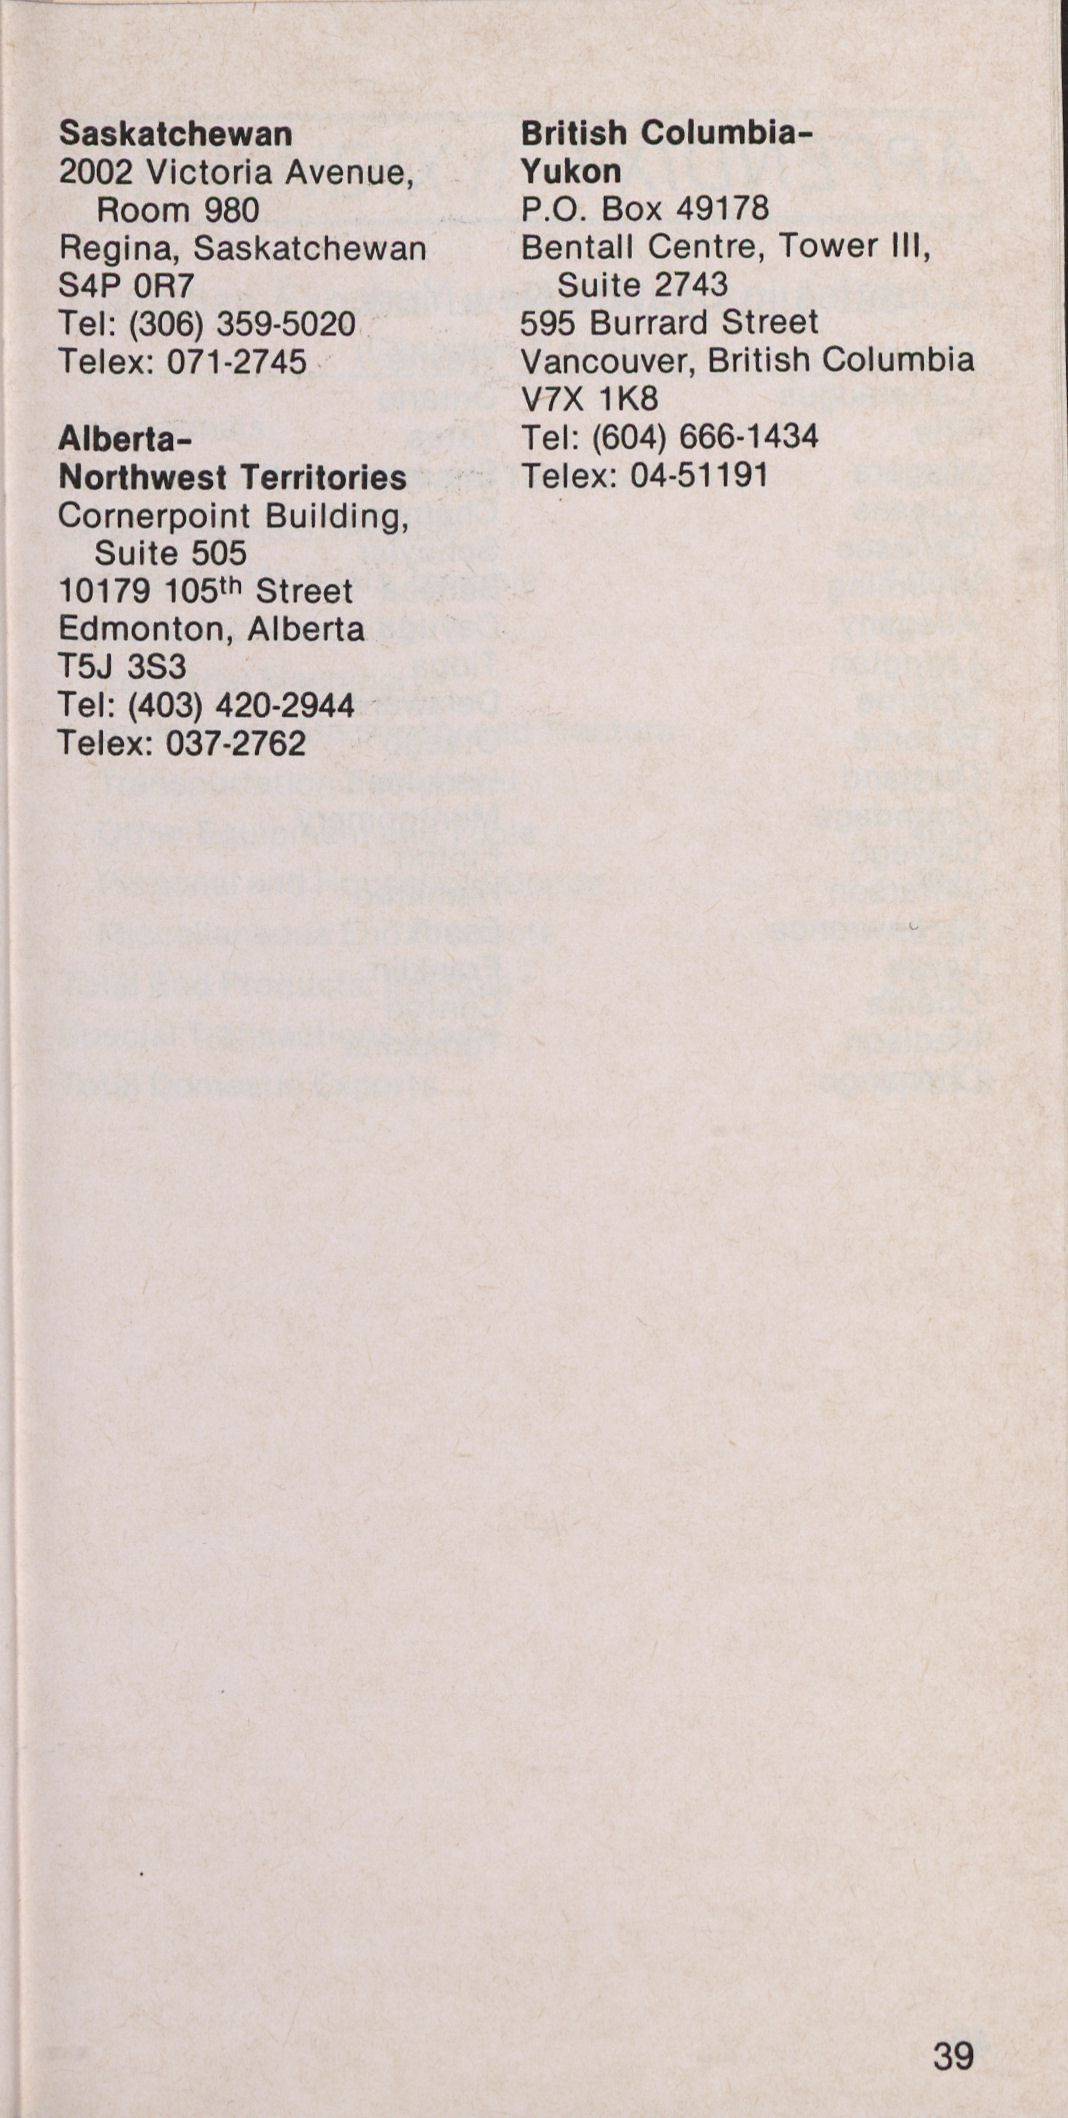 Saskatchewan
2002 Victoria Avenue,
Room 980
Regina, Saskatchewan
S4P 0R7
Tel: (306) 359-5020
Telex: 071-2745
Alberta-
Northwest Territories
Cornerpoint Building,
Suite 505
10179 105th Street
Edmonton, Alberta
T5J 3S3
Tel: (403) 420-2944
Telex: 037-2762
British Columbia-
Yukon
P.O. Box 49178
Bentall Centre, Tower III,
Suite 2743
595 Burrard Street
Vancouver, British Columbia
V7X 1K8
Tel: (604) 666-1434
Telex: 04-51191
39